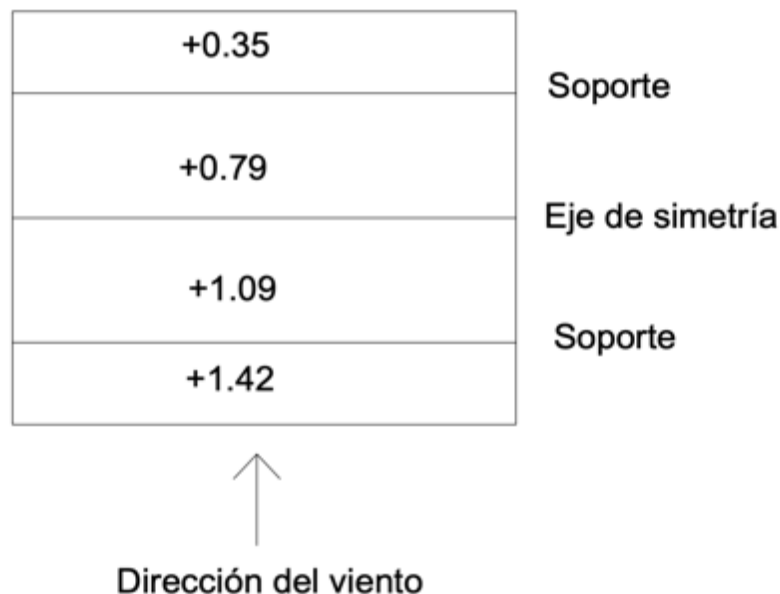 +0.35
Soporte
+0.79
Eje de simetría
+1.09
Soporte
+1.42
Dirección del viento